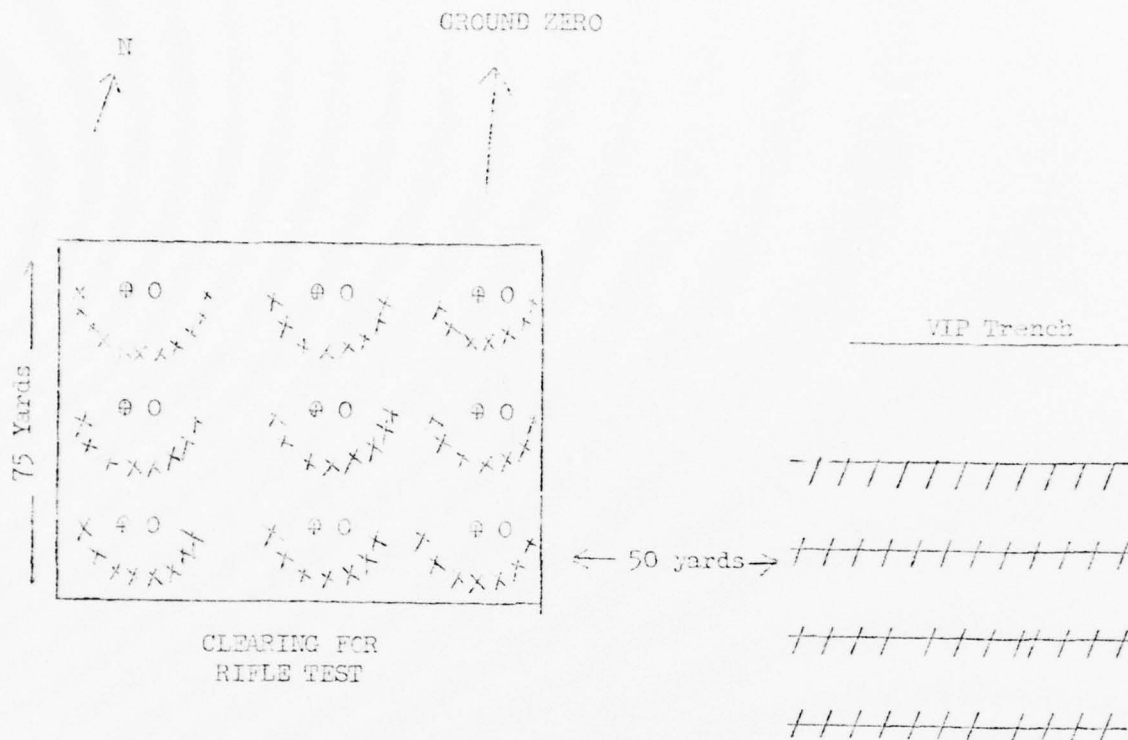 GROUND ZERO
N
75 Yards
VIP Trench
50 yards
CLEARING FOR
RIFLE TEST